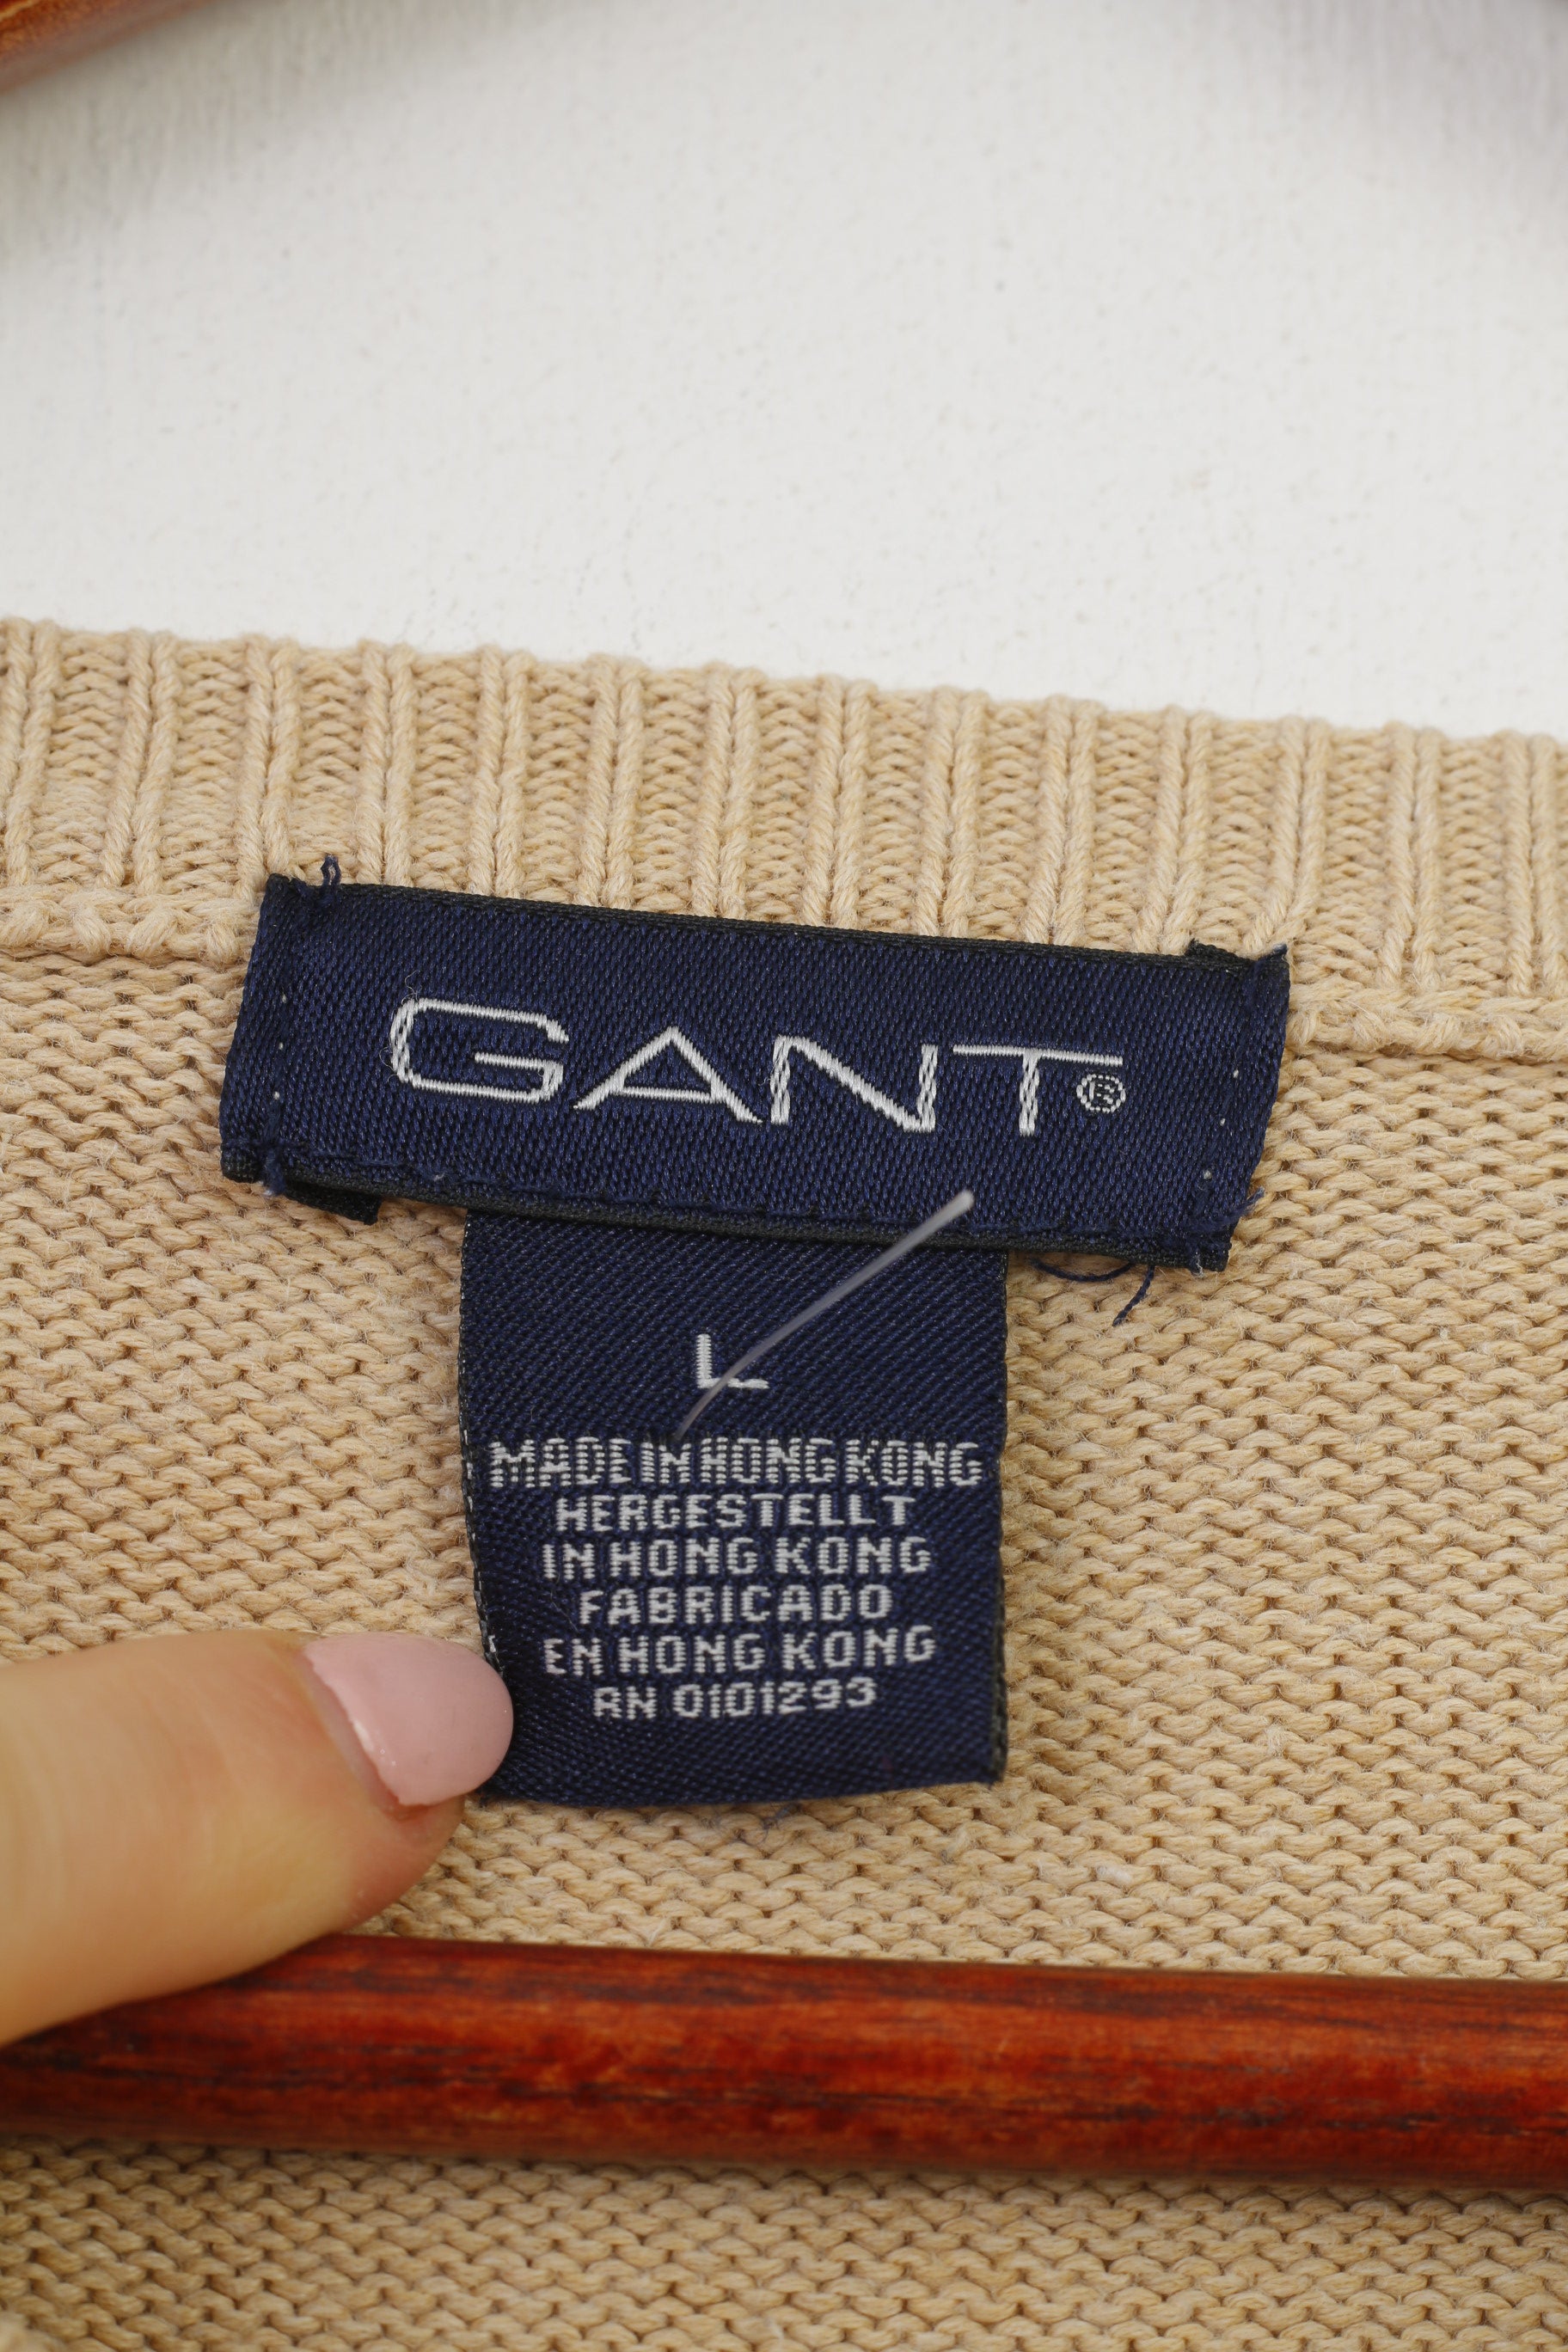 GANT®
L
MADE IN HONG KONG
HERGESTELLT
IN HONG KONG
FABRICADO
EN HONG KONG
RN 0101293